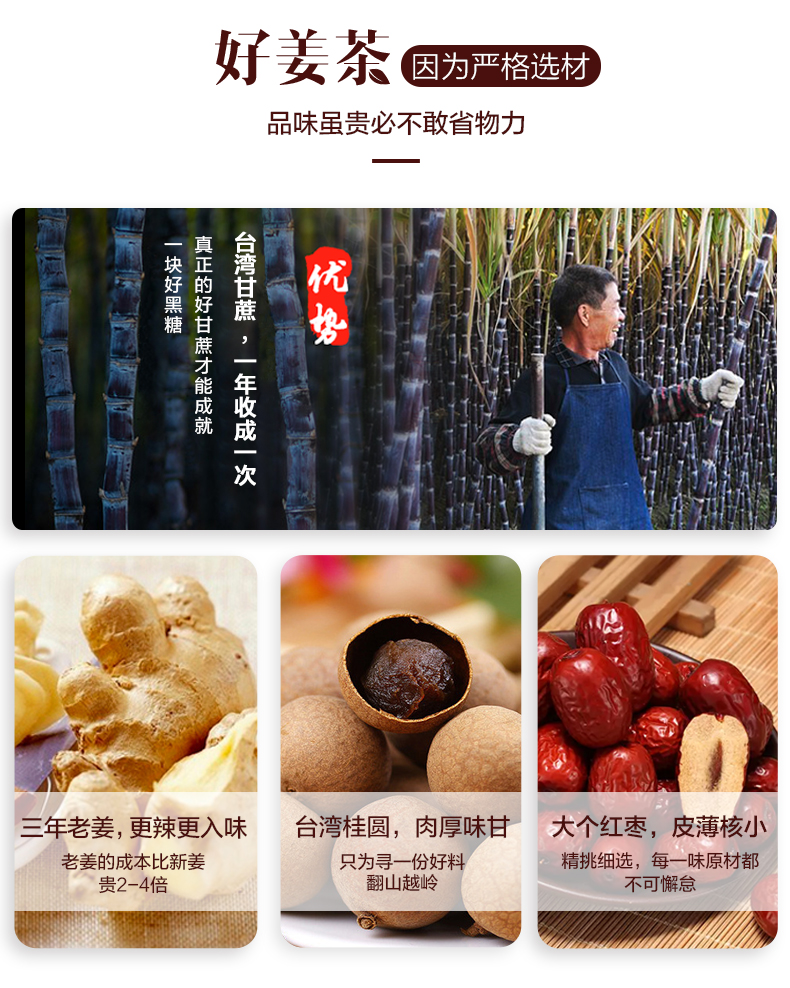 好姜茶 因为严格选材
品味虽贵必不敢省物力
优势
台湾甘蔗，一年收成一次
真正的好甘蔗才能成就
一块好黑糖
三年老姜，更辣更入味
老姜的成本比新姜
贵2-4倍
台湾桂圆，肉厚味甘
只为寻一份好料
翻山越岭
大个红枣，皮薄核小
精挑细选，每一味原材都
不可懈怠